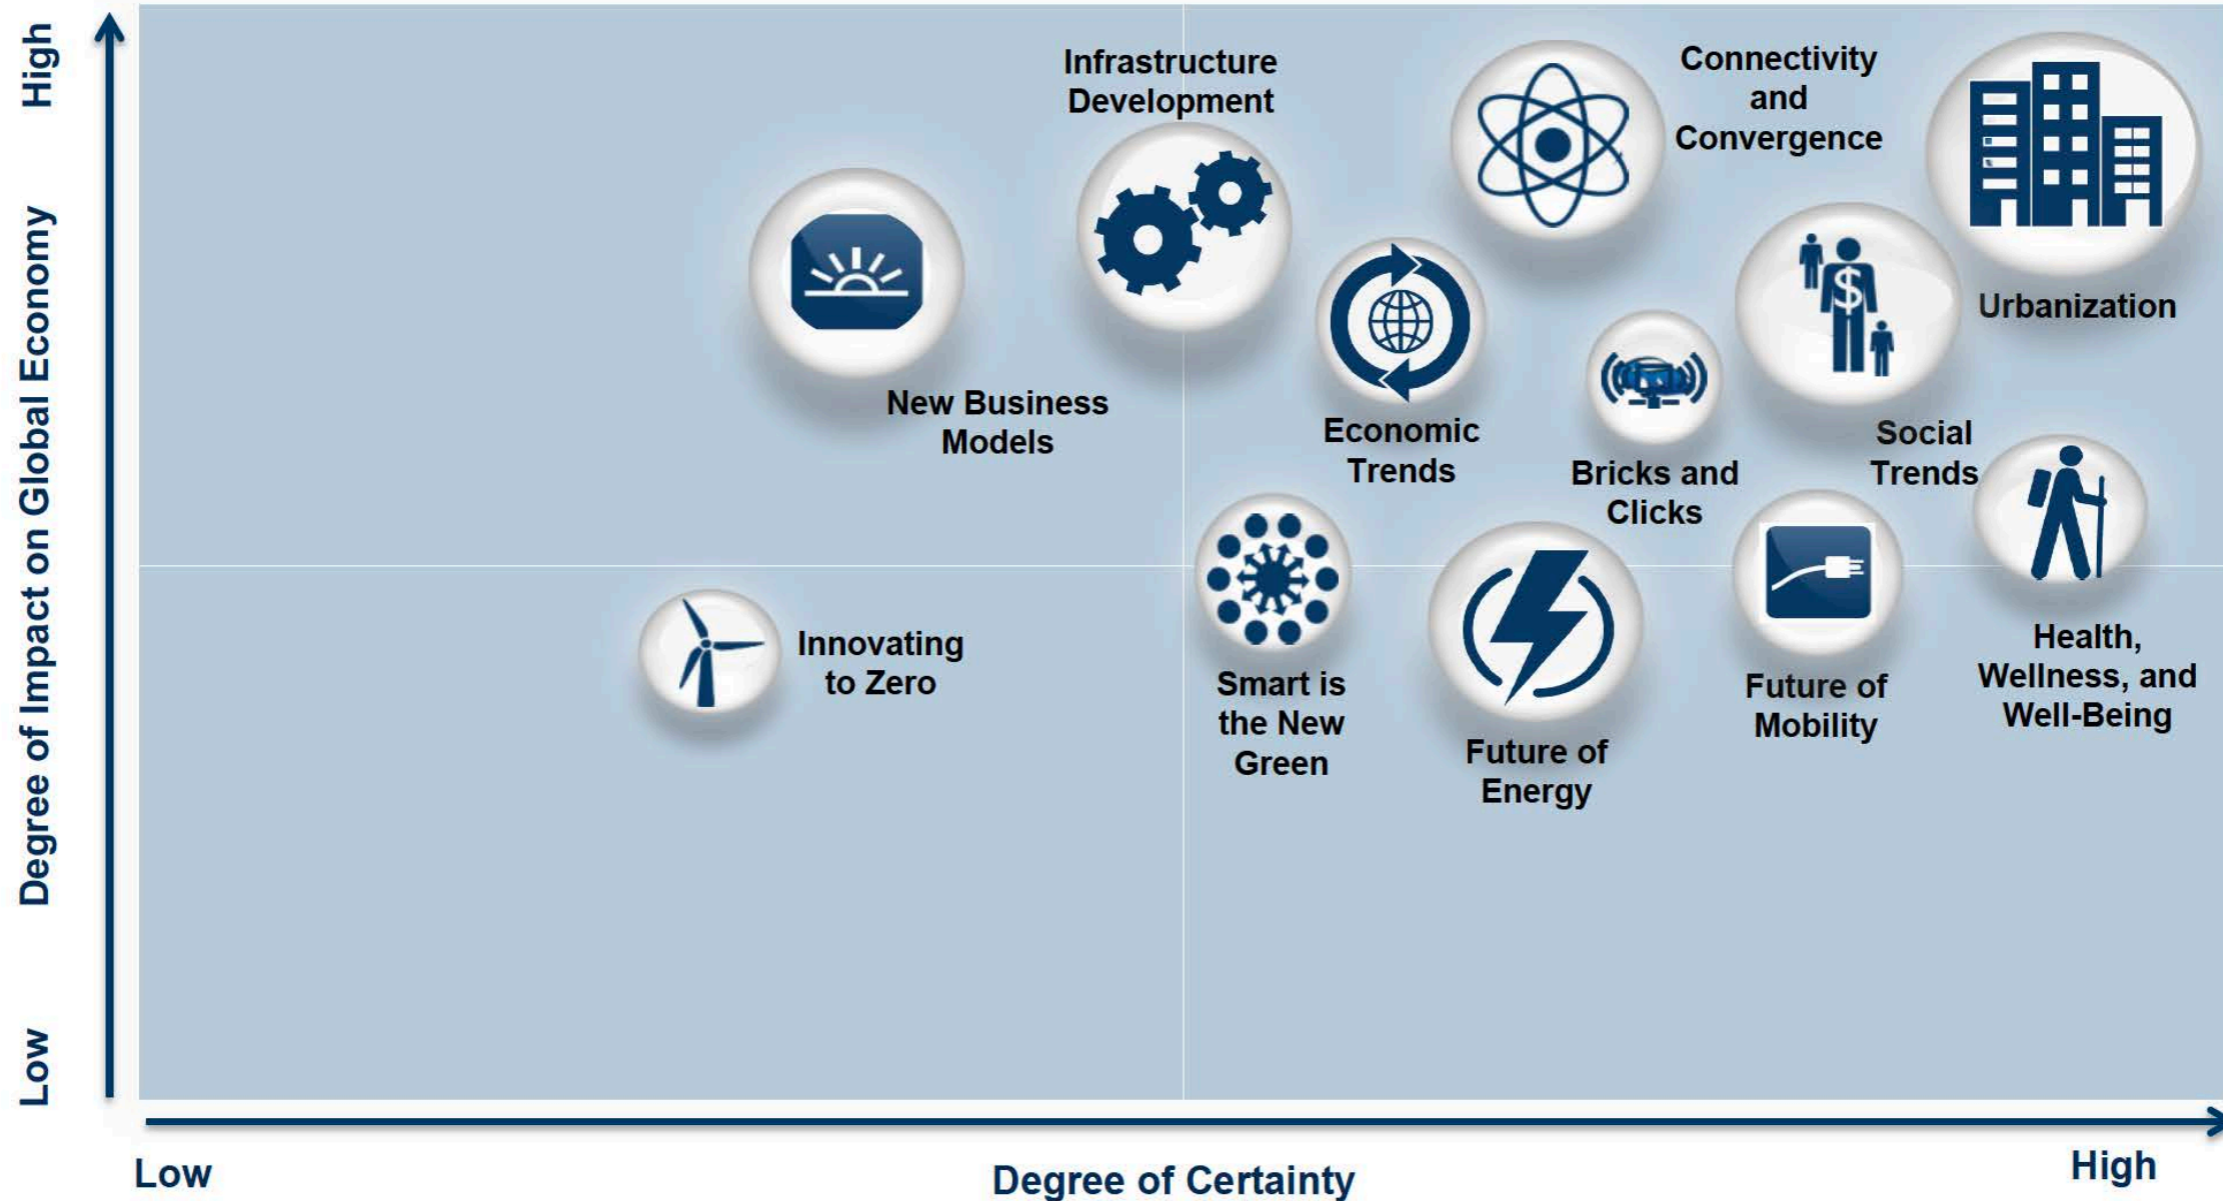 High
Degree of Impact on Global Economy
Low
Infrastructure
Development
Connectivity
and
Convergence
Urbanization
New Business
Models
Economic
Trends
Bricks and
Clicks
Social
Trends
$
Innovating
to Zero
Smart is
the New
Green
Future of
Energy
Future of
Mobility
Health,
Wellness, and
Well-Being
Low
Degree of Certainty
High